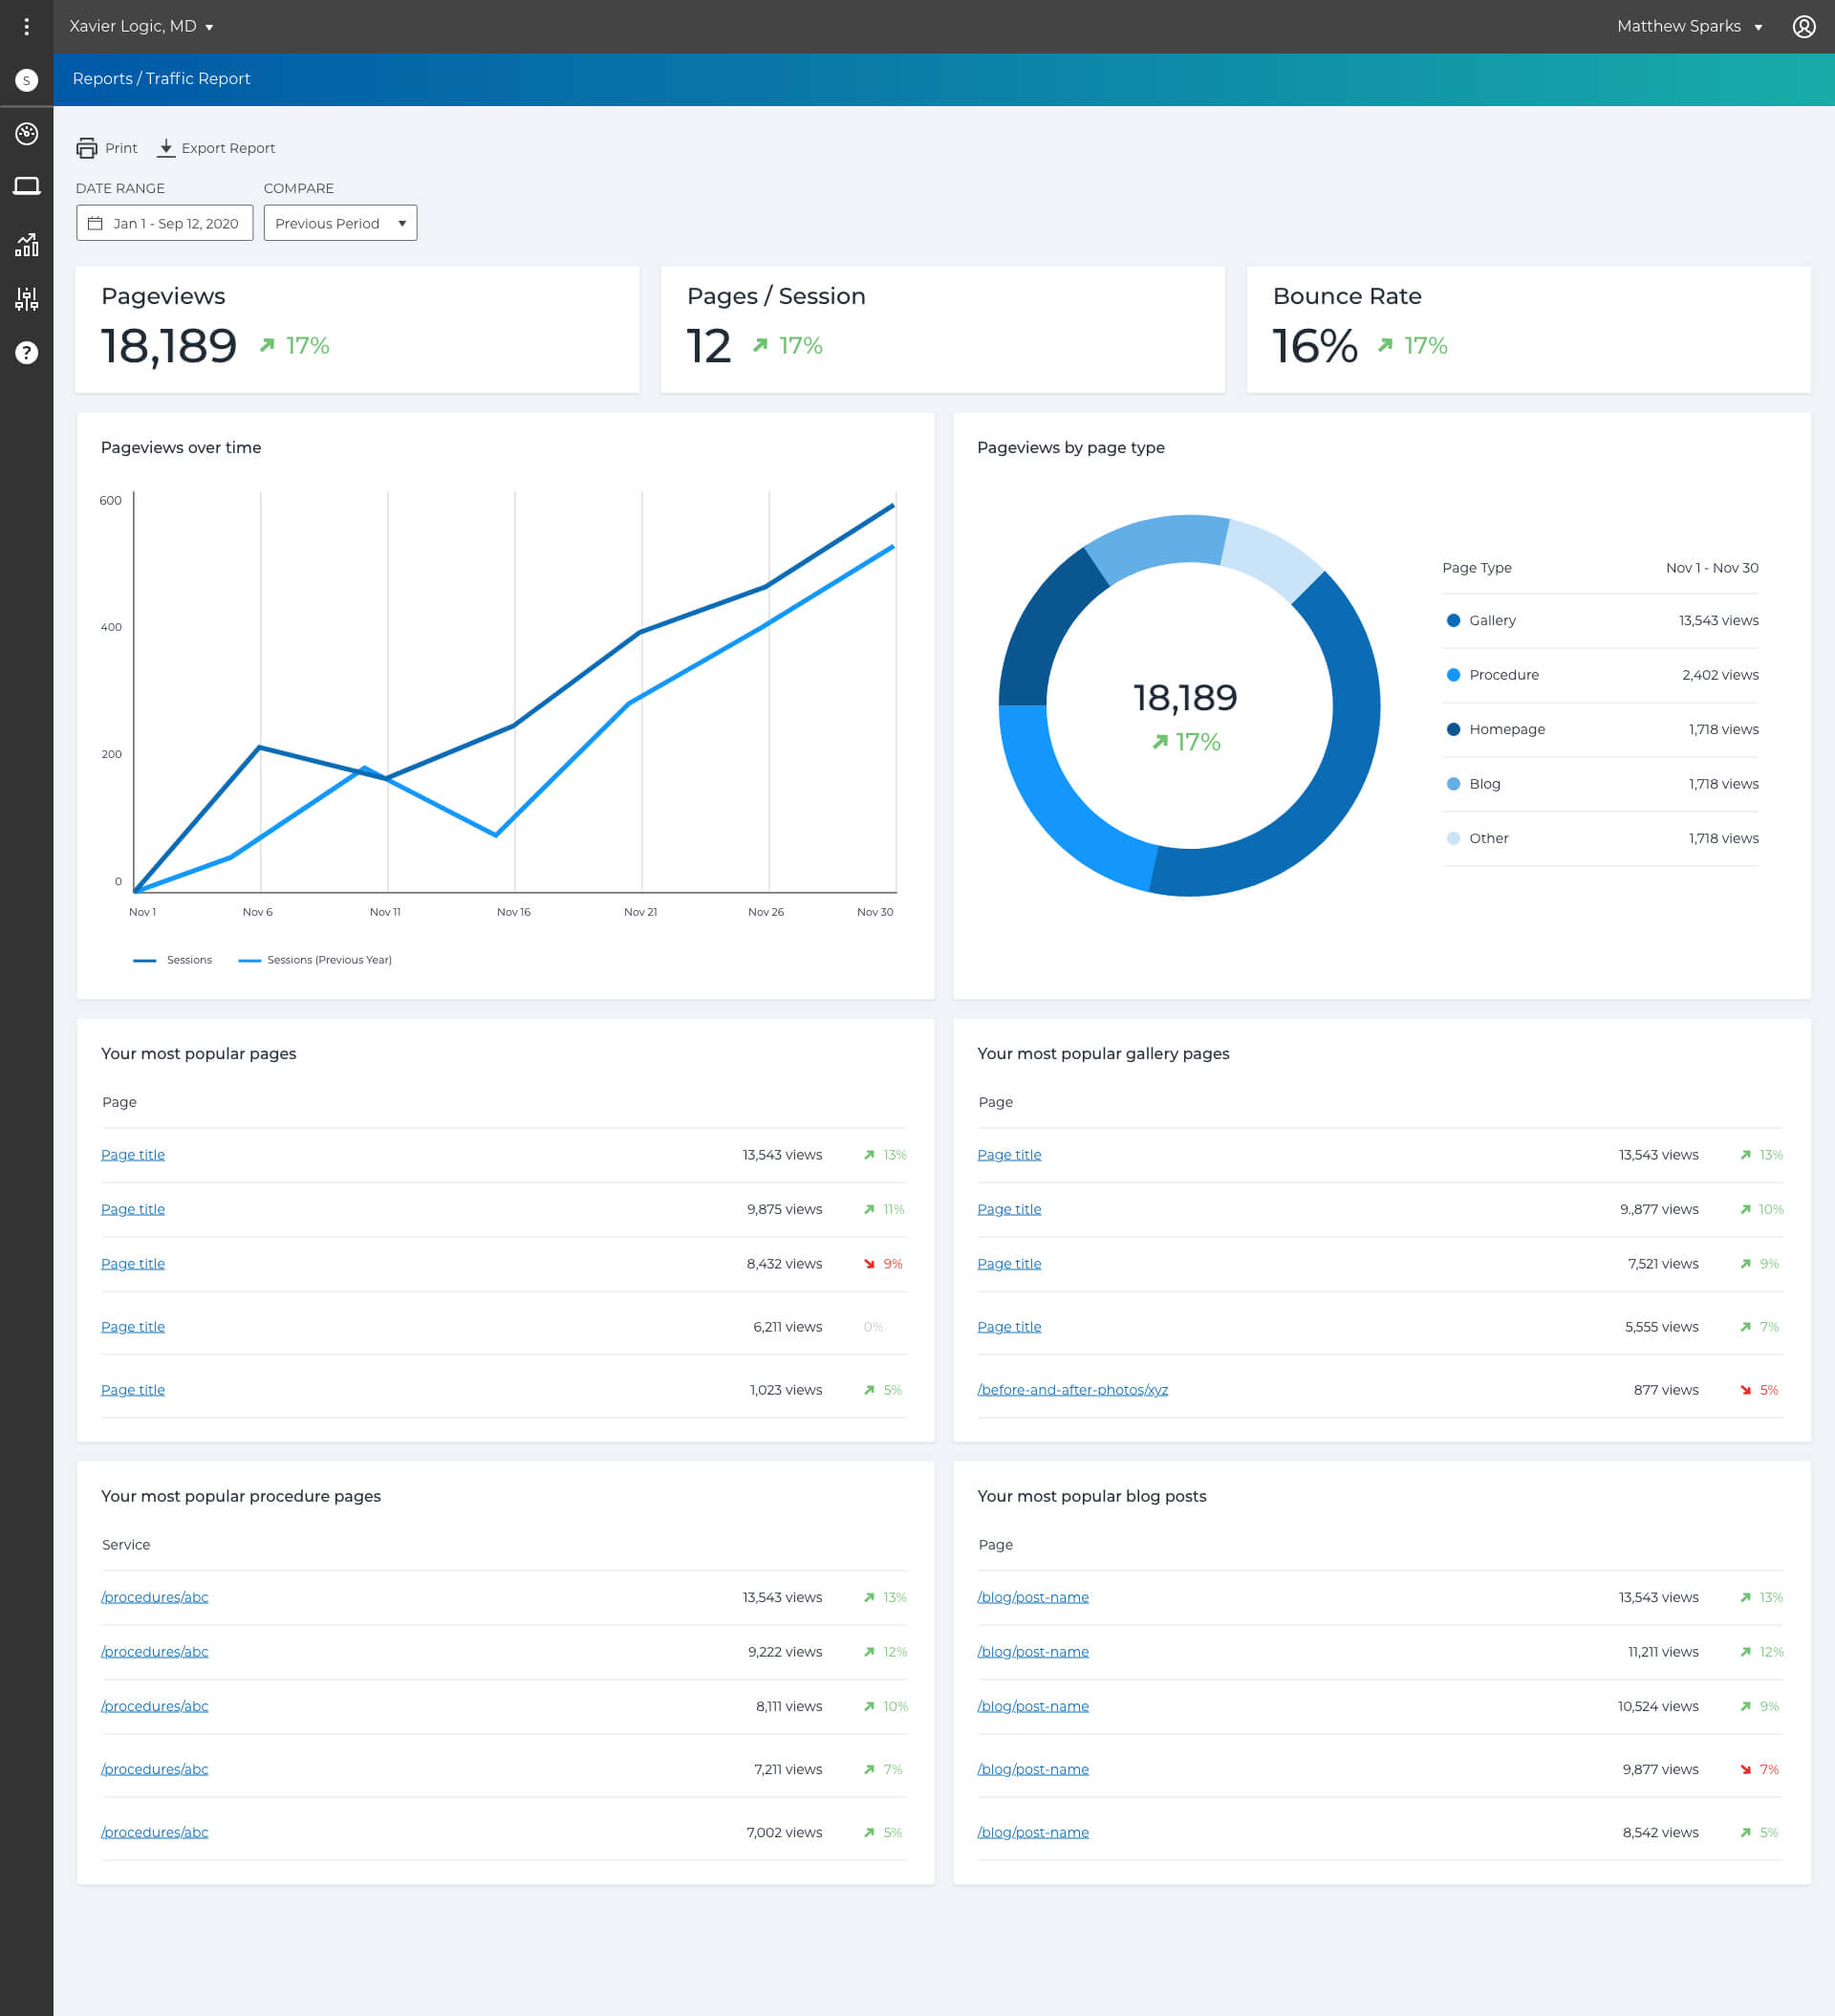 Xavier Logic, MD
Matthew Sparks
S
Reports / Traffic Report
Print
Export Report
DATE RANGE
COMPARE
Jan 1 - Sep 12, 2020
Previous Period
Pageviews
18,189 17%
Pages / Session
12 17%
Bounce Rate
16% 17%
Pageviews over time
600
400
200
0
Nov 1
Nov 6
Nov 11
Nov 16
Nov 21
Nov 26
Nov 30
Sessions
Sessions (Previous Year)
Pageviews by page type
18,189
17%
Page Type Nov 1 - Nov 30
Gallery 13,543 views
Procedure 2,402 views
Homepage 1,718 views
Blog 1,718 views
Other 1,718 views
Your most popular pages
Page
Page title 13,543 views 13%
Page title 9,875 views 11%
Page title 8,432 views 9%
Page title 6,211 views 0%
Page title 1,023 views 5%
Your most popular gallery pages
Page
Page title 13,543 views 13%
Page title 9.,877 views 10%
Page title 7,521 views 9%
Page title 5,555 views 7%
/before-and-after-photos/xyz 877 views 5%
Your most popular procedure pages
Service
/procedures/abc 13,543 views 13%
/procedures/abc 9,222 views 12%
/procedures/abc 8,111 views 10%
/procedures/abc 7,211 views 7%
/procedures/abc 7,002 views 5%
Your most popular blog posts
Page
/blog/post-name 13,543 views 13%
/blog/post-name 11,211 views 12%
/blog/post-name 10,524 views 9%
/blog/post-name 9,877 views 7%
/blog/post-name 8,542 views 5%